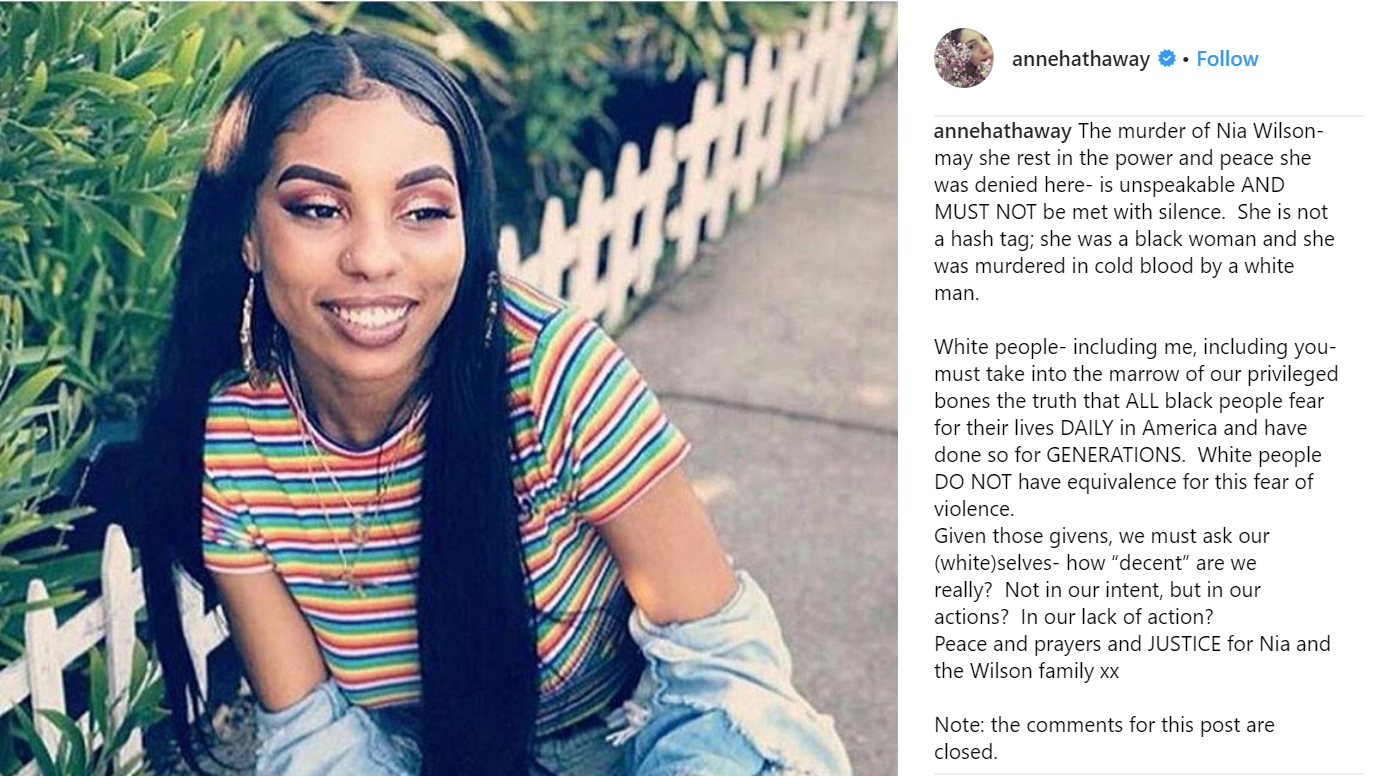 annehathaway • Follow
annehathaway The murder of Nia Wilson-
may she rest in the power and peace she
was denied here- is unspeakable AND
MUST NOT be met with silence.  She is not
a hash tag; she was a black woman and she
was murdered in cold blood by a white
man.
White people- including me, including you-
must take into the marrow of our privileged
bones the truth that ALL black people fear
for their lives DAILY in America and have
done so for GENERATIONS.  White people
DO NOT have equivalence for this fear of
violence.
Given those givens, we must ask our
(white)selves- how “decent” are we
really?  Not in our intent, but in our
actions?  In our lack of action?
Peace and prayers and JUSTICE for Nia and
the Wilson family xx
Note: the comments for this post are
closed.